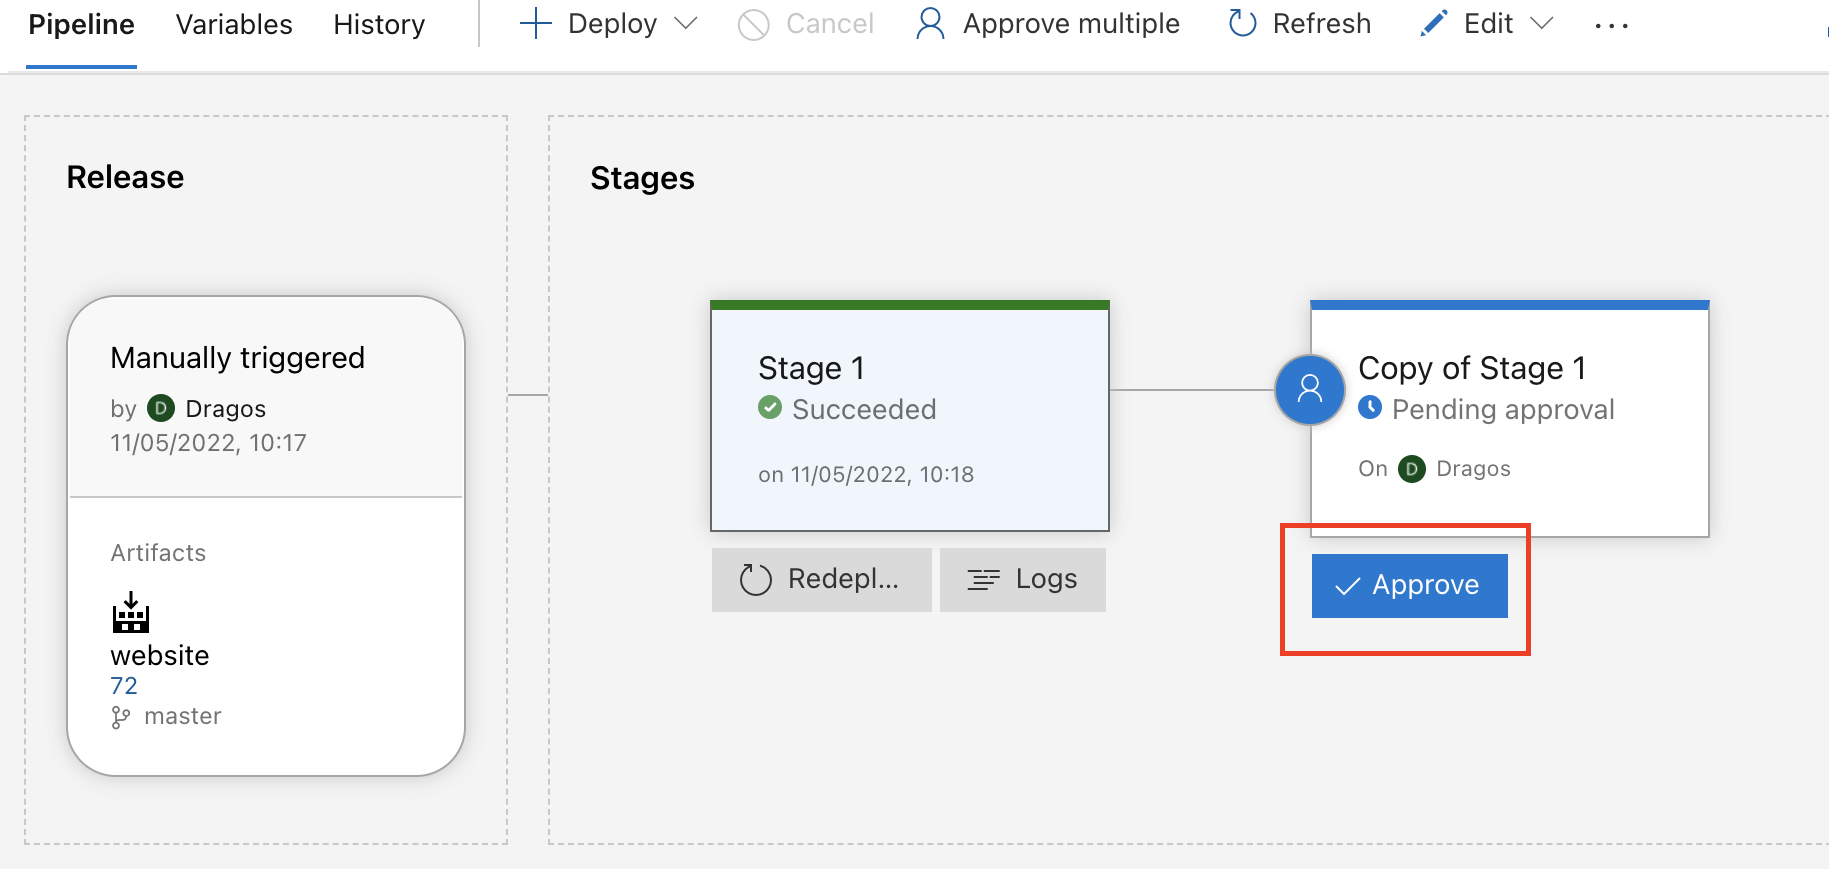 Pipeline Variables History Deploy Cancel Approve multiple Refresh Edit ...
Release
Manually triggered
by D Dragos
11/05/2022, 10:17
Artifacts
website
72
master
Stages
Stage 1
Succeeded
on 11/05/2022, 10:18
Redepl... Logs
Copy of Stage 1
Pending approval
On D Dragos
Approve